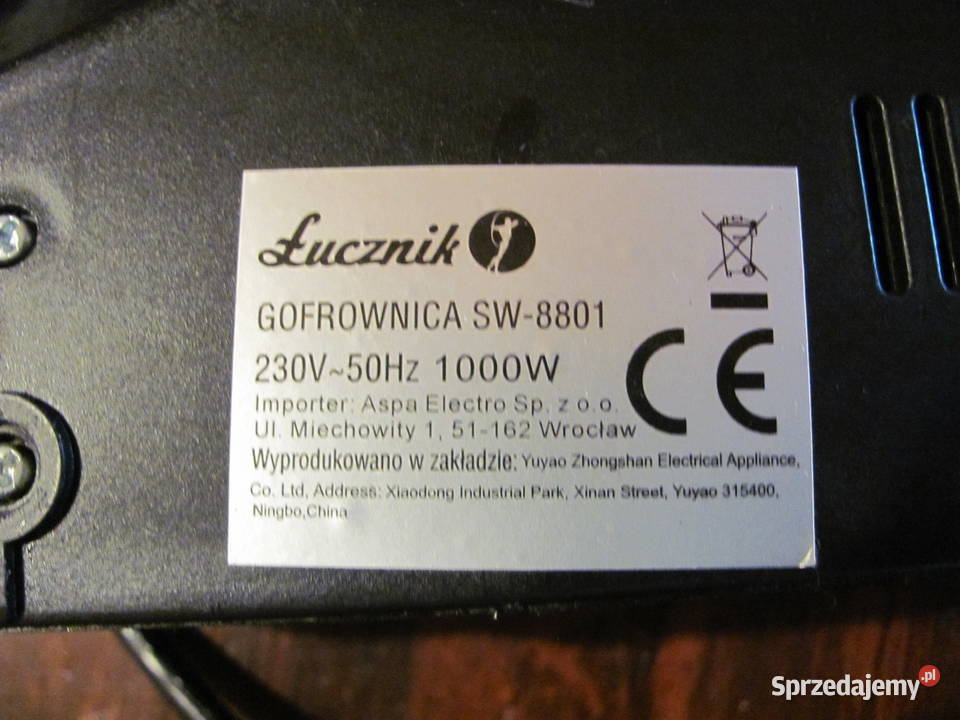 Łucznik
GOFROWNICA SW-8801
230V~50Hz 1000W
Importer: Aspa Electro Sp. z o.o.
Ul. Miechowity 1, 51-162 Wrocław
CE
Wyprodukowano w zakładzie: Yuyao Zhongshan Electrical Appliance,
Co. Ltd, Address: Xiaodong Industrial Park, Xinan Street, Yuyao 315400,
Ningbo,China
Sprzedajemy.pl